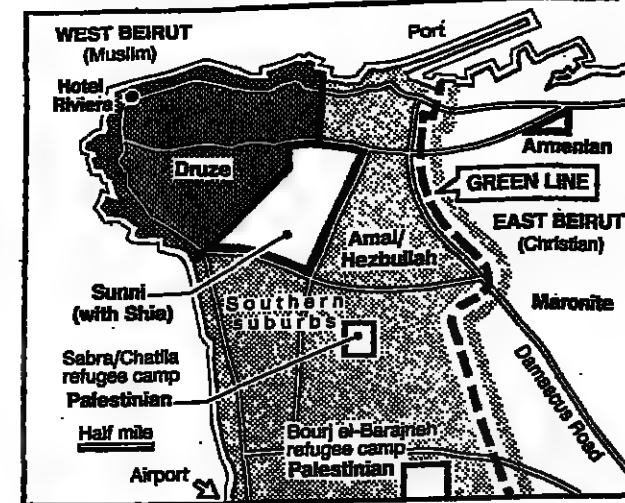 WEST BEIRUT
(Muslim)
Port
Hotel
Riviera
Druze
Armenian
GREEN LINE
EAST BEIRUT
(Christian)
Amal/
Hezbullah
Maronite
Sunni
(with Shia)
Southern
suburbs
Sabra/Chatila
refugee camp
Palestinian
Damascus Road
Half mile
Bourj el-Barajneh
refugee camp
Palestinian
Airport